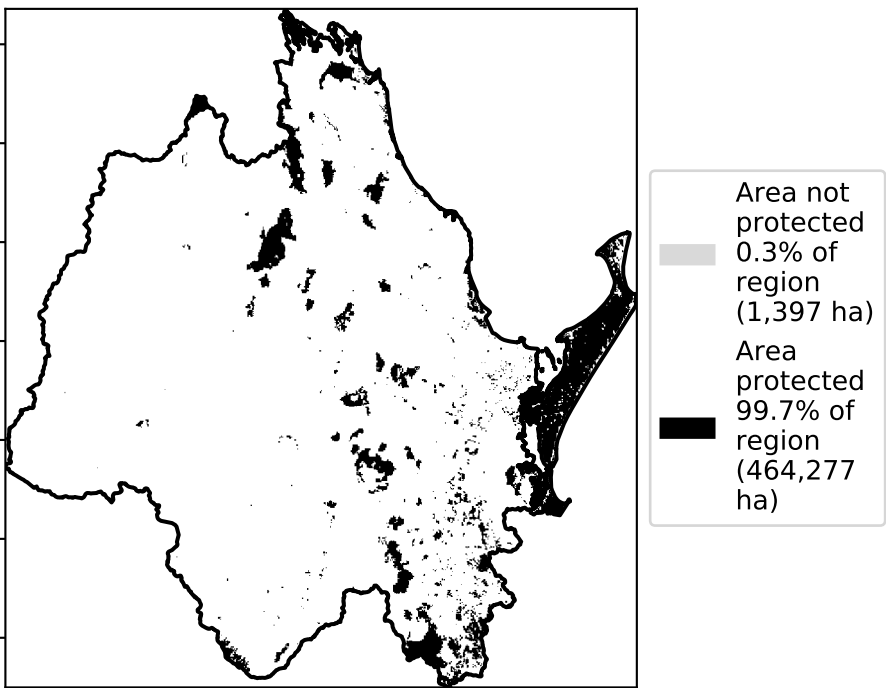 Area not
protected
0.3% of
region
(1,397 ha)
Area
protected
99.7% of
region
(464,277
ha)